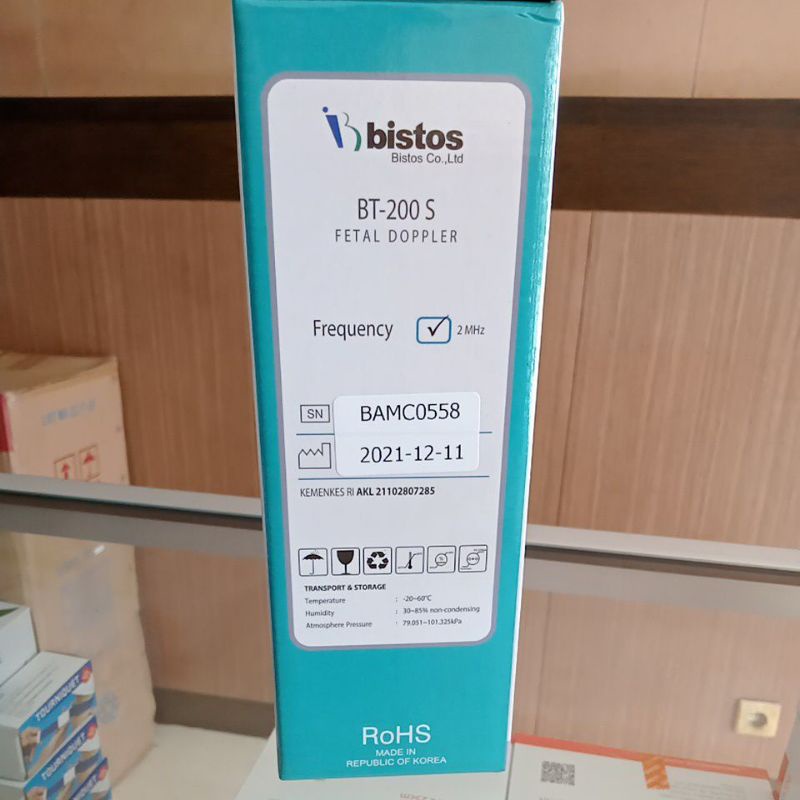 bistos
Bistos Co.,Ltd
BT-200 S
FETAL DOPPLER
Frequency ✓ 2 MHz
SN BAMC0558
2021-12-11
KEMENKES RI AKL 21102807285
TRANSPORT & STORAGE
Temperature : -20~60°C
Humidity : 30~85% non-condensing
Atmosphere Pressure : 79.051~101.325kPa
RoHS
MADE IN
REPUBLIC OF KOREA
TOURNIQUET
TOURNIQUET